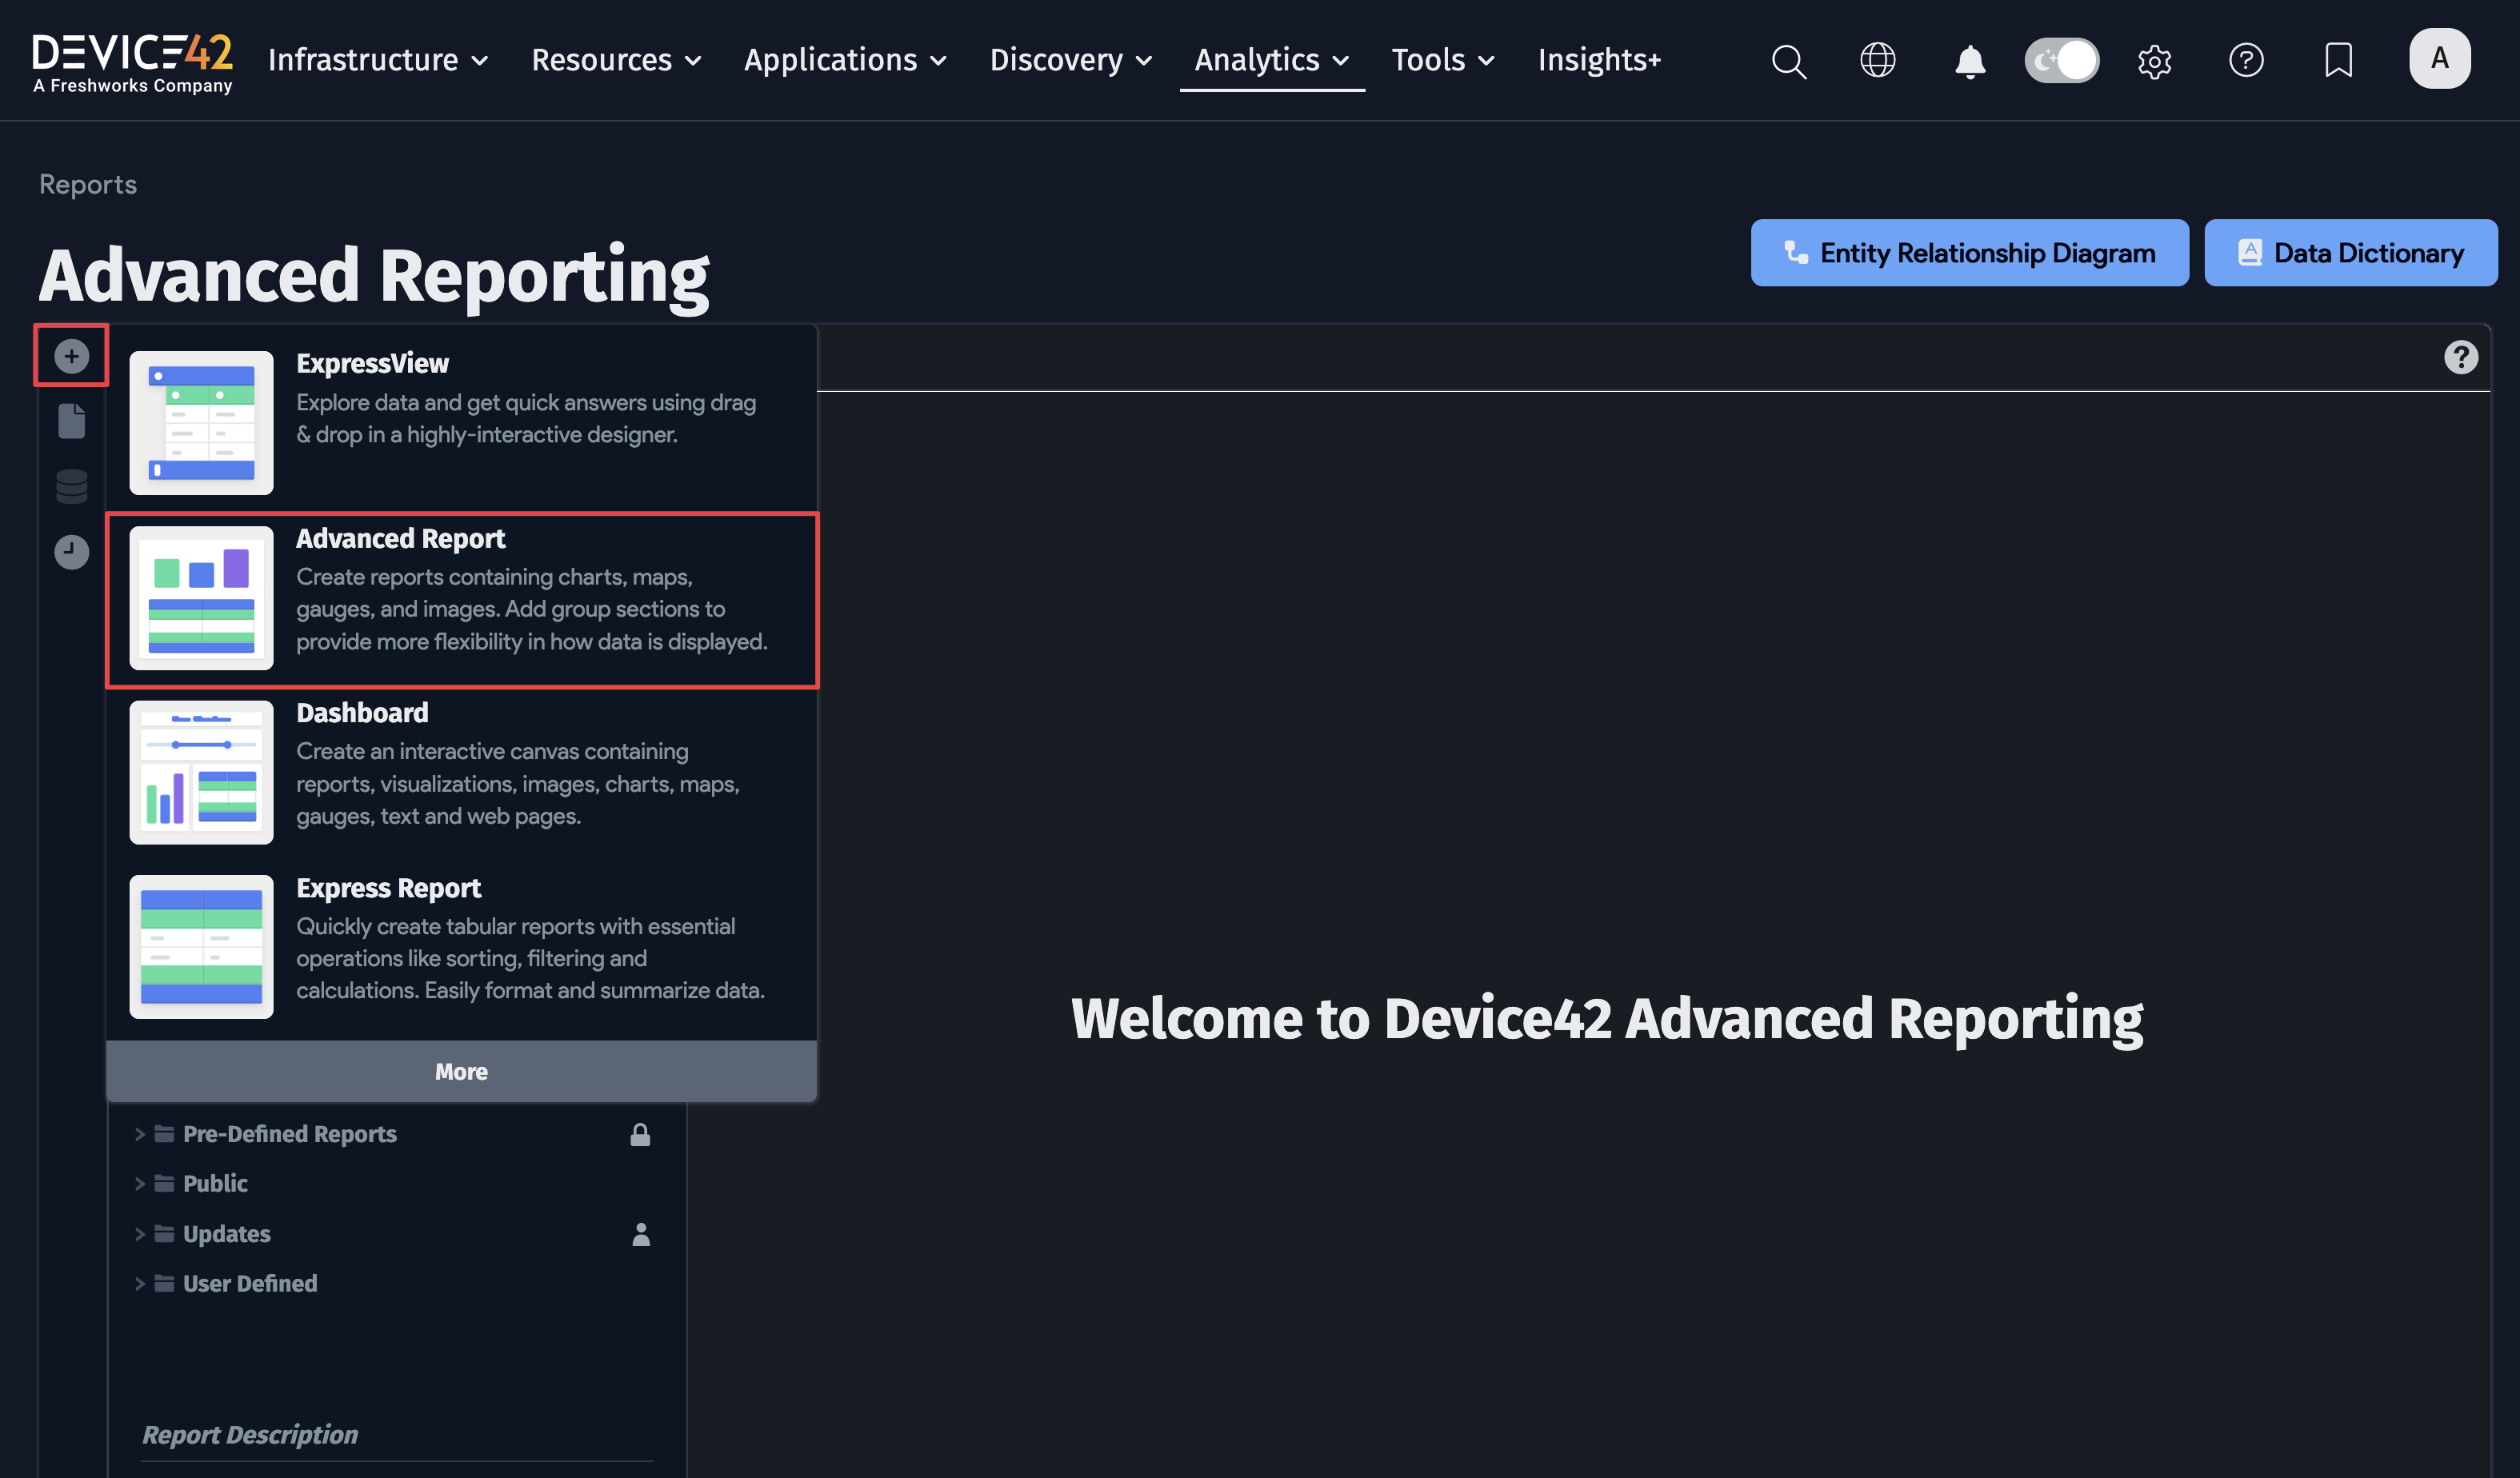 DEVICE42
A Freshworks Company
Infrastructure
Resources
Applications
Discovery
Analytics
Tools
Insights+
A
Reports
Advanced Reporting
Entity Relationship Diagram
Data Dictionary
ExpressView
Explore data and get quick answers using drag
& drop in a highly-interactive designer.
Advanced Report
Create reports containing charts, maps,
gauges, and images. Add group sections to
provide more flexibility in how data is displayed.
Dashboard
Create an interactive canvas containing
reports, visualizations, images, charts, maps,
gauges, text and web pages.
Express Report
Quickly create tabular reports with essential
operations like sorting, filtering and
calculations. Easily format and summarize data.
More
Welcome to Device42 Advanced Reporting
Pre-Defined Reports
Public
Updates
User Defined
Report Description